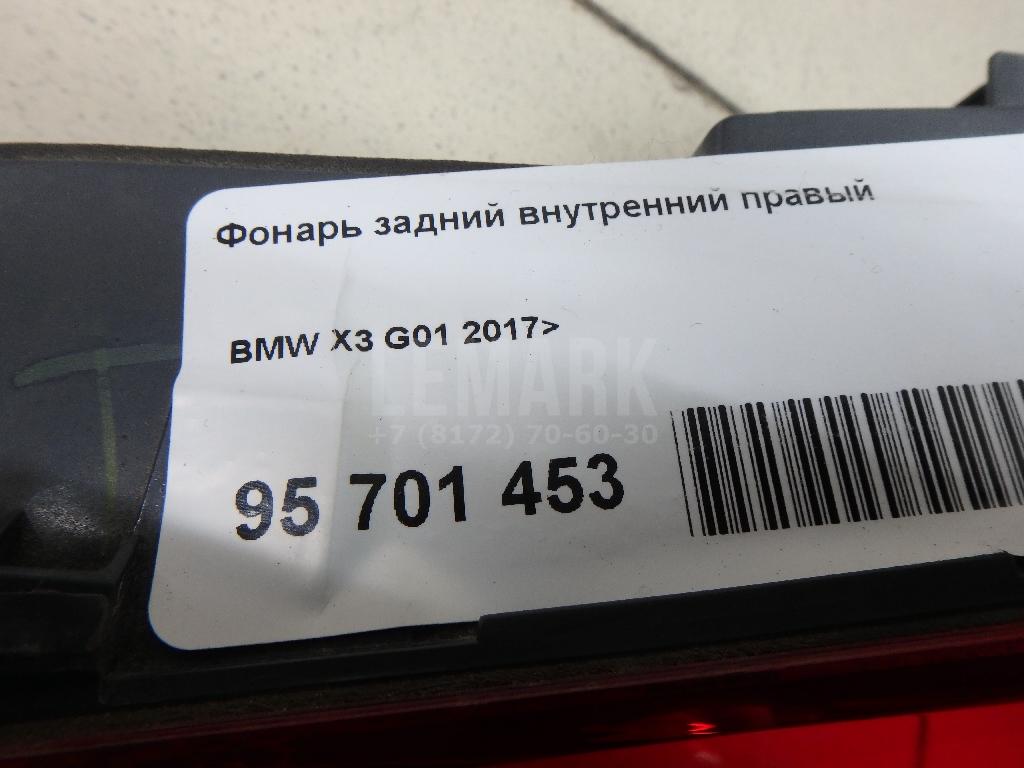 Фонарь задний внутренний правый
BMW X3 G01 2017>
LEMARK
+7 (8172) 70-60-30
95 701 453